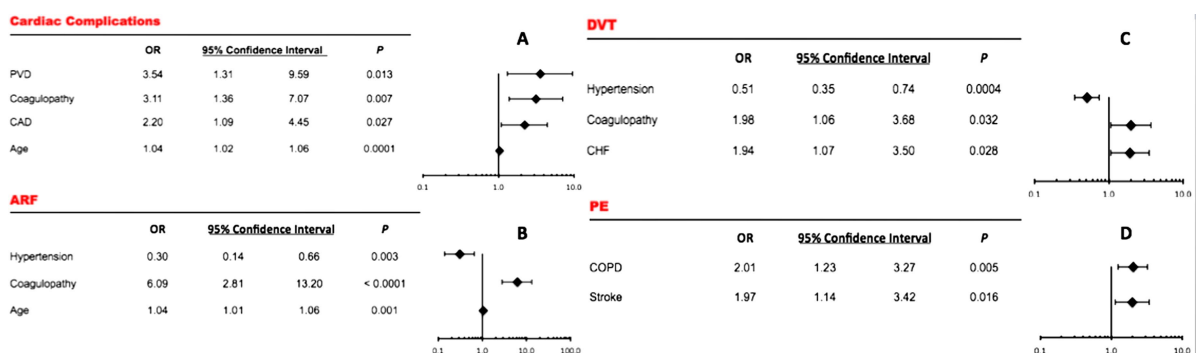 Cardiac Complications
A
OR 95% Confidence Interval P
PVD 3.54 1.31 9.59 0.013
Coagulopathy 3.11 1.36 7.07 0.007
CAD 2.20 1.09 4.45 0.027
Age 1.04 1.02 1.06 0.0001
0.1 1.0 10.0
ARF
B
OR 95% Confidence Interval P
Hypertension 0.30 0.14 0.66 0.003
Coagulopathy 6.09 2.81 13.20 < 0.0001
Age 1.04 1.01 1.06 0.001
0.1 1.0 10.0 100.0
DVT
C
OR 95% Confidence Interval P
Hypertension 0.51 0.35 0.74 0.0004
Coagulopathy 1.98 1.06 3.68 0.032
CHF 1.94 1.07 3.50 0.028
0.1 1.0 10.0
PE
D
OR 95% Confidence Interval P
COPD 2.01 1.23 3.27 0.005
Stroke 1.97 1.14 3.42 0.016
0.1 1.0 10.0